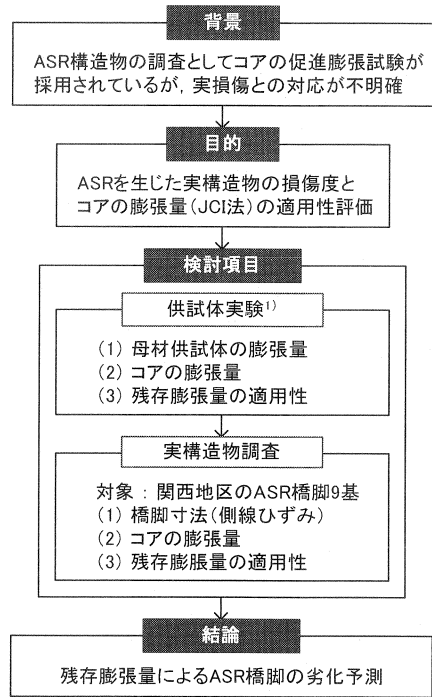 背景
ASR構造物の調査としてコアの促進膨張試験が
採用されているが，実損傷との対応が不明確
目的
ASRを生じた実構造物の損傷度と
コアの膨張量(JCI法)の適用性評価
検討項目
供試体実験1)
(1) 母材供試体の膨張量
(2) コアの膨張量
(3) 残存膨張量の適用性
実構造物調査
対象 : 関西地区のASR橋脚9基
(1) 橋脚寸法(側線ひずみ)
(2) コアの膨張量
(3) 残存膨脹量の適用性
結論
残存膨張量によるASR橋脚の劣化予測